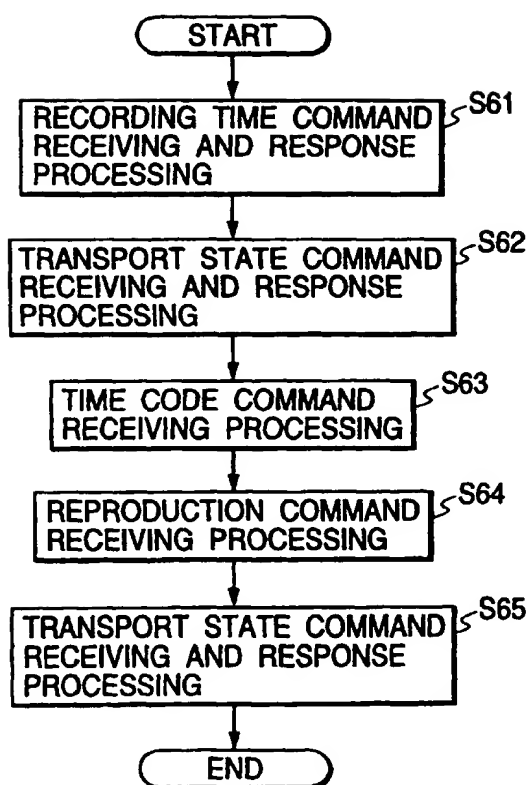 START
RECORDING TIME COMMAND
RECEIVING AND RESPONSE
PROCESSING
S61
TRANSPORT STATE COMMAND
RECEIVING AND RESPONSE
PROCESSING
S62
TIME CODE COMMAND
RECEIVING PROCESSING
S63
REPRODUCTION COMMAND
RECEIVING PROCESSING
S64
TRANSPORT STATE COMMAND
RECEIVING AND RESPONSE
PROCESSING
S65
END